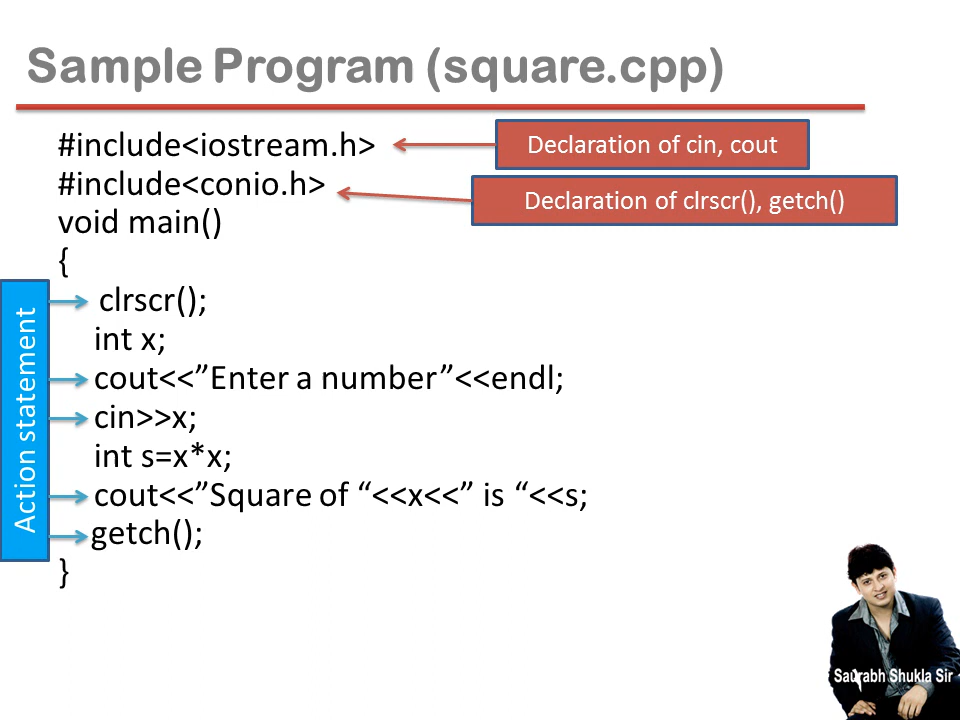 Sample Program (square.cpp)
#include<iostream.h>
Declaration of cin, cout
#include<conio.h>
Declaration of clrscr(), getch()
void main()
{
clrscr();
int x;
cout<<”Enter a number”<<endl;
cin>>x;
int s=x*x;
cout<<”Square of “<<x<<” is “<<s;
getch();
}
Action statement
Saurabh Shukla Sir